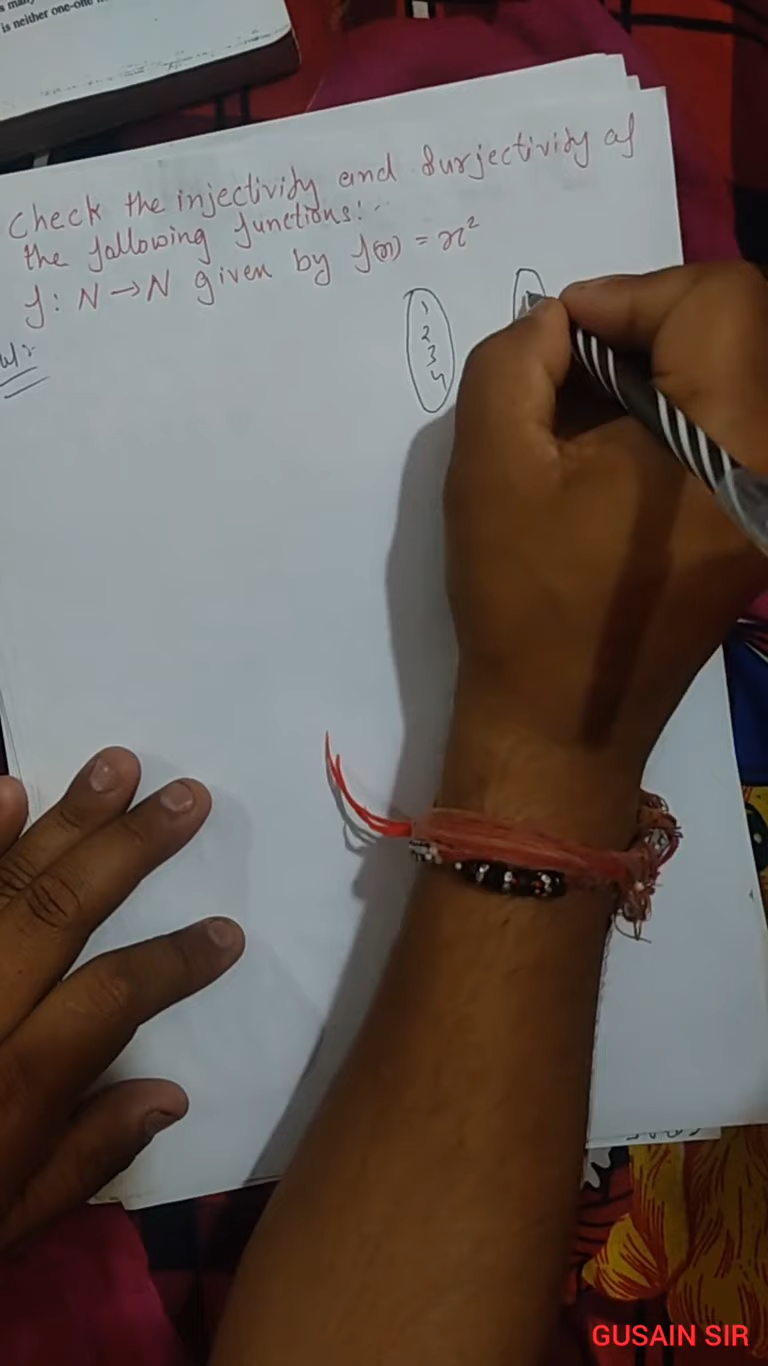 is neither one-one
Check the injectivity and Surjectivity of
the following functions:-
f: N→N given by f(x) = x²
1
2
3
4
GUSAIN SIR